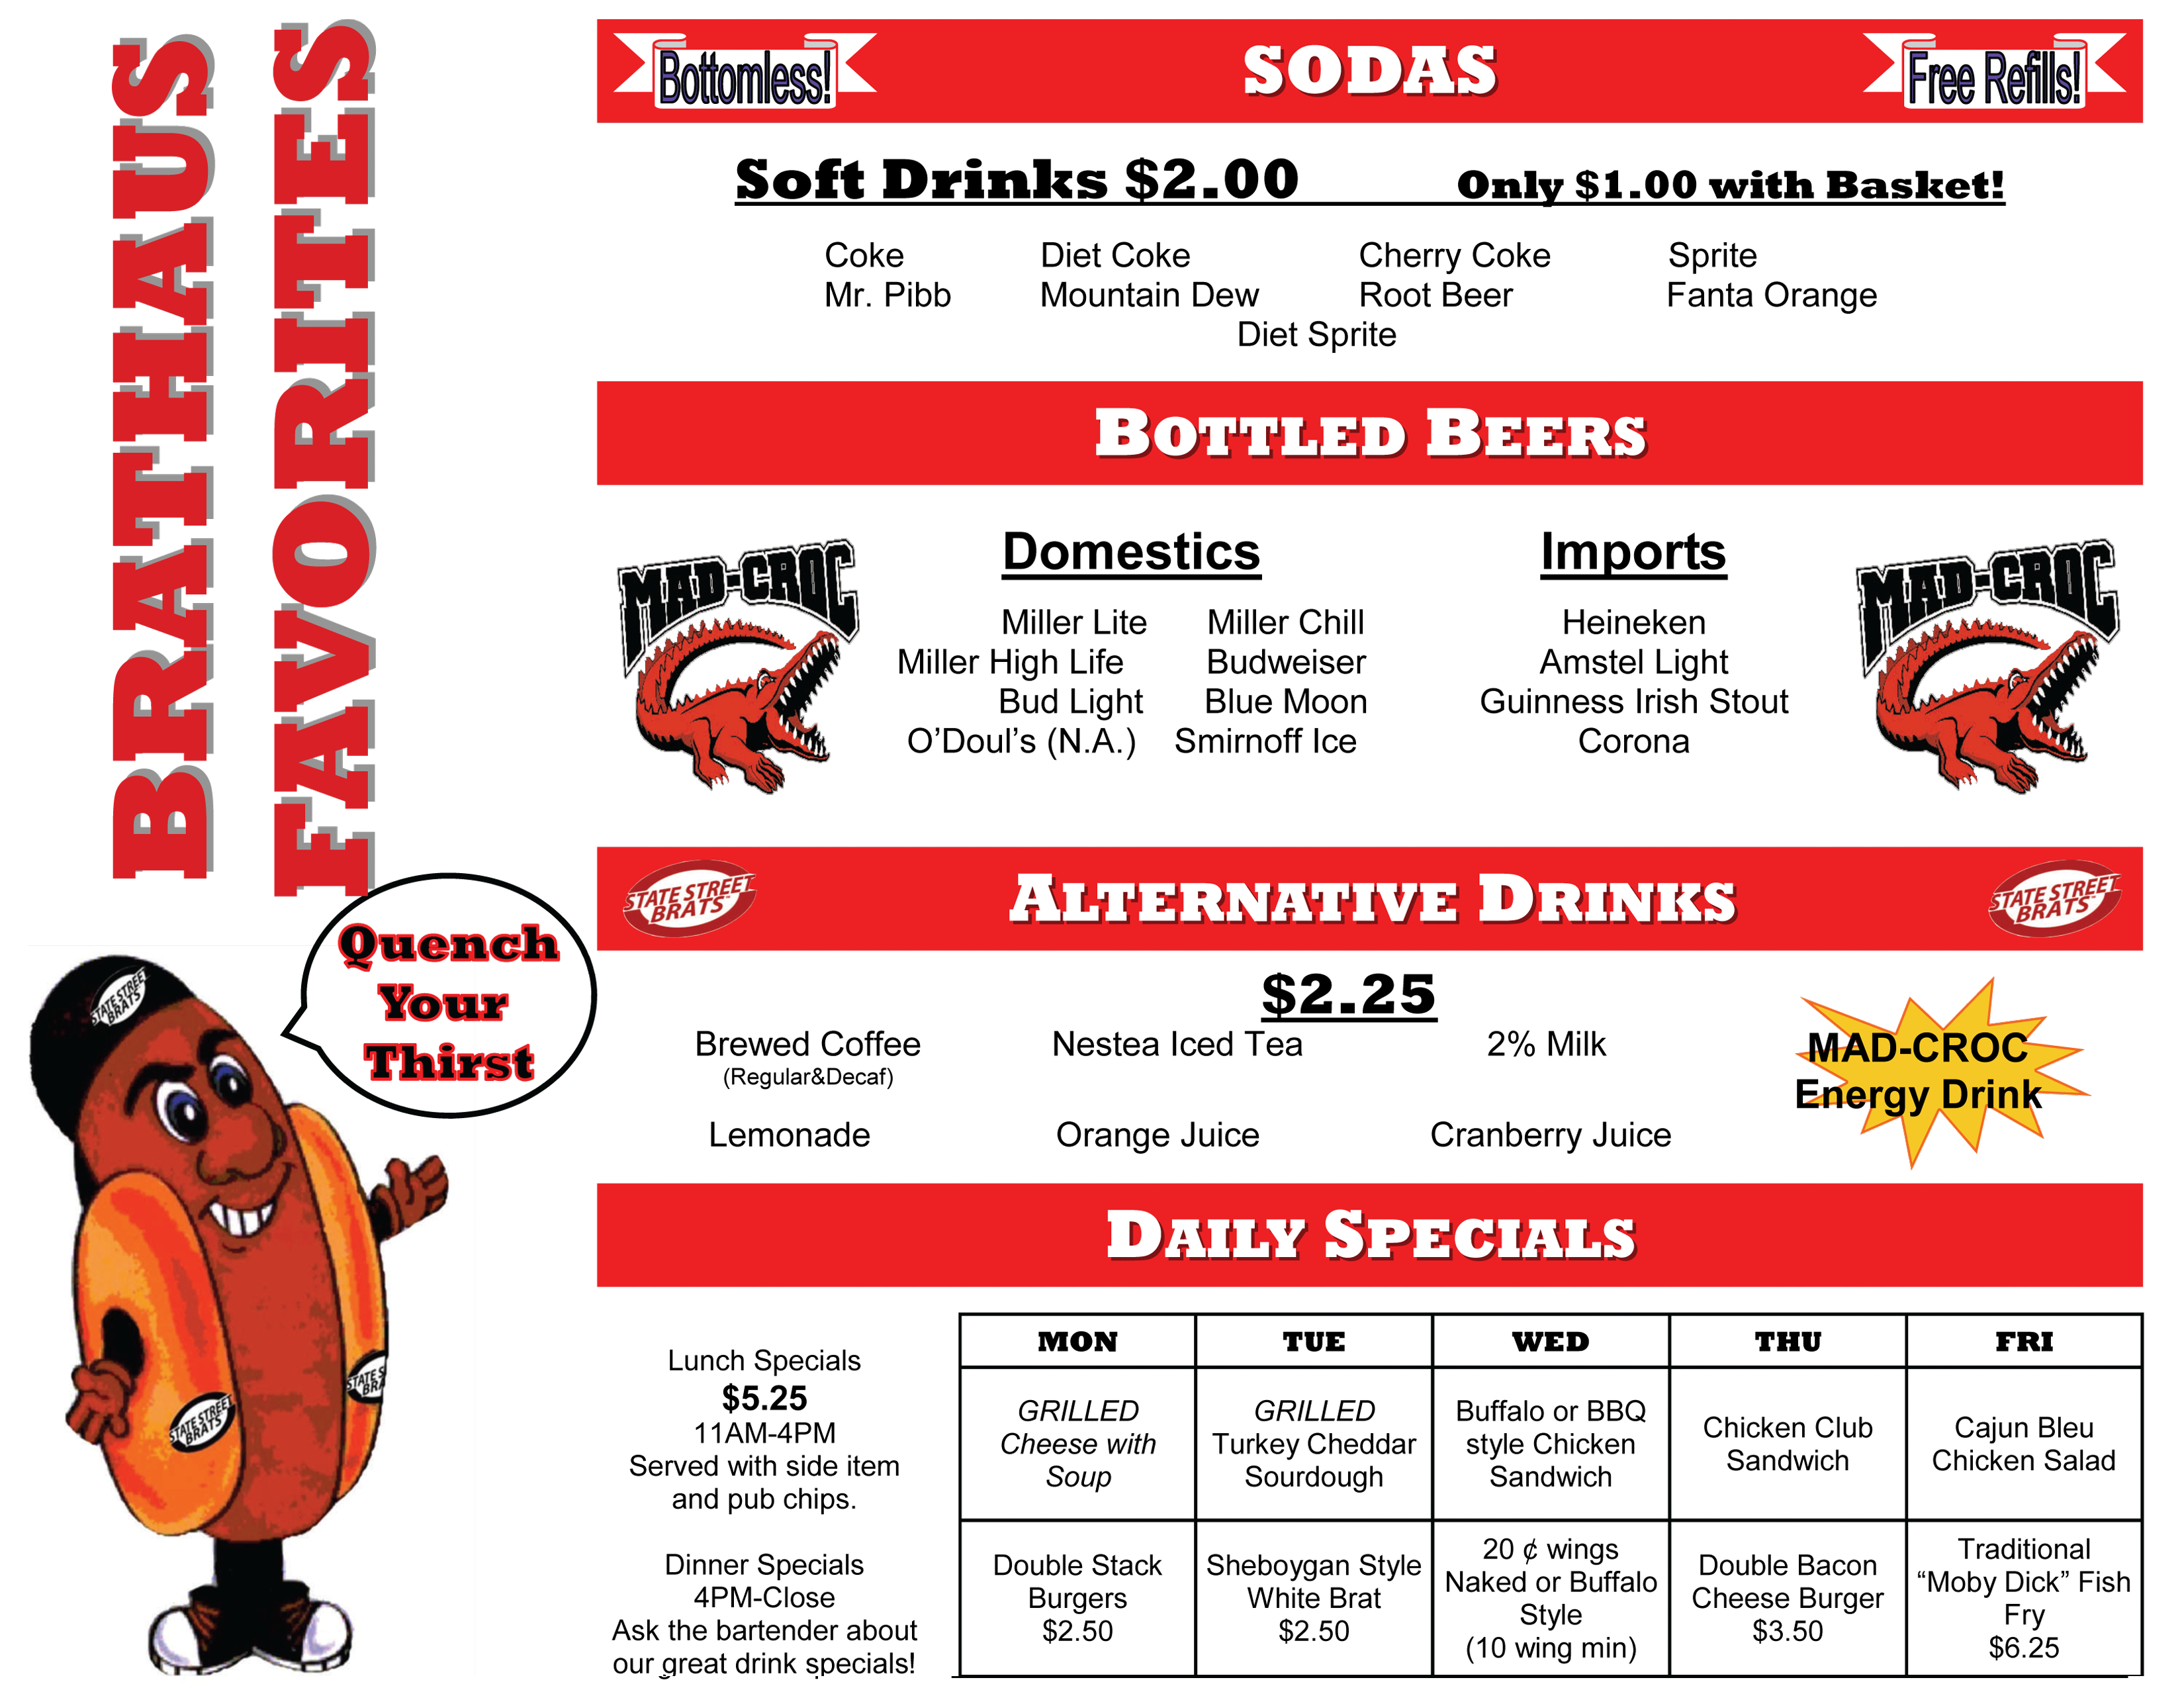 BRATHAUS
FAVORITES
Quench
Your
Thirst
STATE STREET
BRATS
STATE STREET
BRATS
STATE S
BRA
Bottomless!
SODAS
Free Refills!
Soft Drinks $2.00 Only $1.00 with Basket!
Coke Diet Coke Cherry Coke Sprite
Mr. Pibb Mountain Dew Root Beer Fanta Orange
Diet Sprite
BOTTLED BEERS
MAD-CROC
Domestics
Miller Lite Miller Chill
Miller High Life Budweiser
Bud Light Blue Moon
O’Doul’s (N.A.) Smirnoff Ice
Imports
Heineken
Amstel Light
Guinness Irish Stout
Corona
MAD-CROC
STATE STREET
BRATS
ALTERNATIVE DRINKS
STATE STREET
BRATS
$2.25
Brewed Coffee Nestea Iced Tea 2% Milk
(Regular&Decaf)
Lemonade Orange Juice Cranberry Juice
MAD-CROC
Energy Drink
DAILY SPECIALS
Lunch Specials
$5.25
11AM-4PM
Served with side item
and pub chips.
Dinner Specials
4PM-Close
Ask the bartender about
our great drink specials!
MON TUE WED THU FRI
GRILLED
Cheese with
Soup
GRILLED
Turkey Cheddar
Sourdough
Buffalo or BBQ
style Chicken
Sandwich
Chicken Club
Sandwich
Cajun Bleu
Chicken Salad
Double Stack
Burgers
$2.50
Sheboygan Style
White Brat
$2.50
20 ¢ wings
Naked or Buffalo
Style
(10 wing min)
Double Bacon
Cheese Burger
$3.50
Traditional
“Moby Dick” Fish
Fry
$6.25